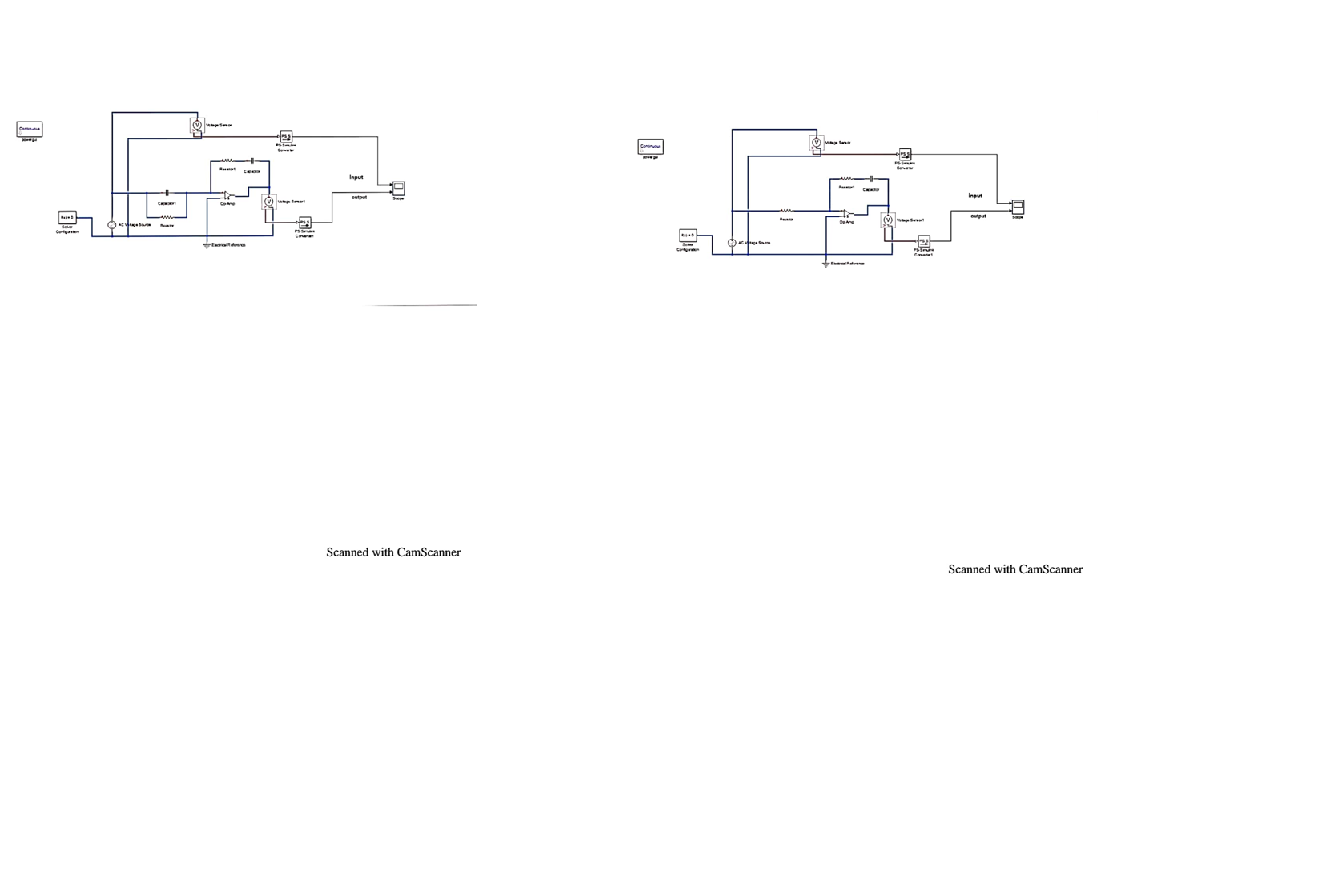 Continuous
powergui
Voltage Sensor
PS-Simulink
Converter
Resistor1
Capacitor
input
output
Scope
Capacitor1
Op-Amp
Voltage Sensor1
Solver
Configuration
AC Voltage Source
Resistor
PS-Simulink
Converter1
Electrical Reference
Scanned with CamScanner
Continuous
powergui
Voltage Sensor
PS-Simulink
Converter
Resistor1
Capacitor
input
output
Scope
Resistor
Op-Amp
Voltage Sensor1
Solver
Configuration
AC Voltage Source
PS-Simulink
Converter1
Electrical Reference
Scanned with CamScanner